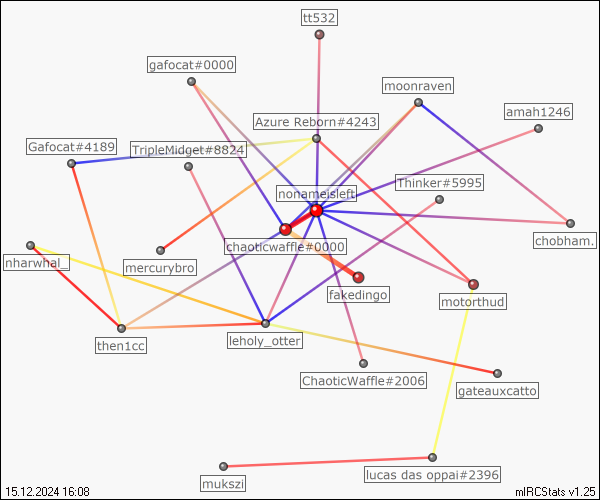 tt532
gafocat#0000
moonraven
amah1246
Azure Reborn#4243
Gafocat#4189
TripleMidget#8824
Thinker#5995
nonameisleft
chobham.
chaoticwaffle#0000
nharwhal_
mercurybro
fakedingo
motorthud
then1cc
leholy_otter
ChaoticWaffle#2006
gateauxcatto
lucas das oppai#2396
mukszi
15.12.2024 16:08
mIRCStats v1.25